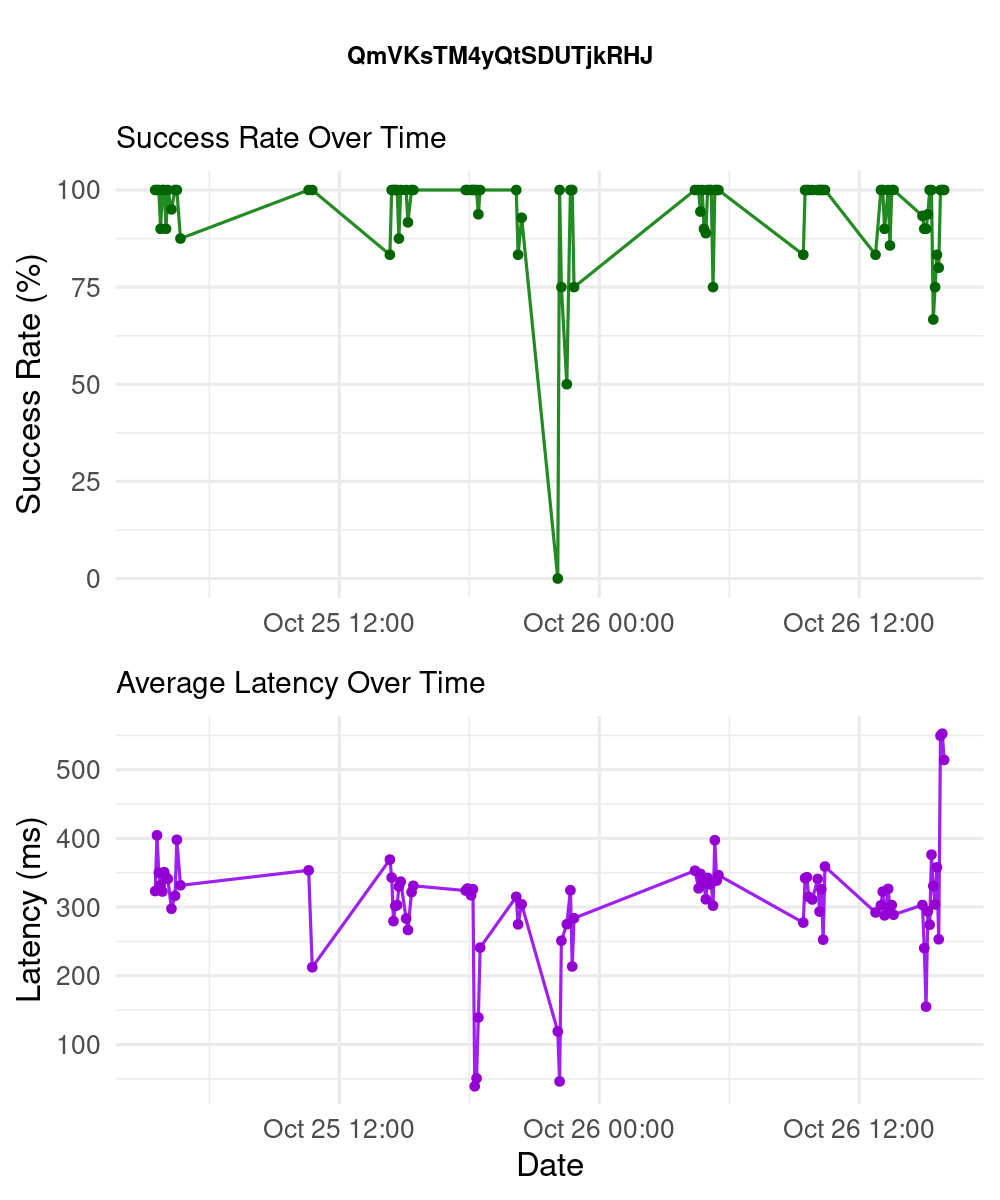 QmVKsTM4yQtSDUTjkRHJ
Success Rate Over Time
Success Rate (%)
100
75
50
25
0
Oct 25 12:00 Oct 26 00:00 Oct 26 12:00
Average Latency Over Time
Latency (ms)
500
400
300
200
100
Oct 25 12:00 Oct 26 00:00 Oct 26 12:00
Date